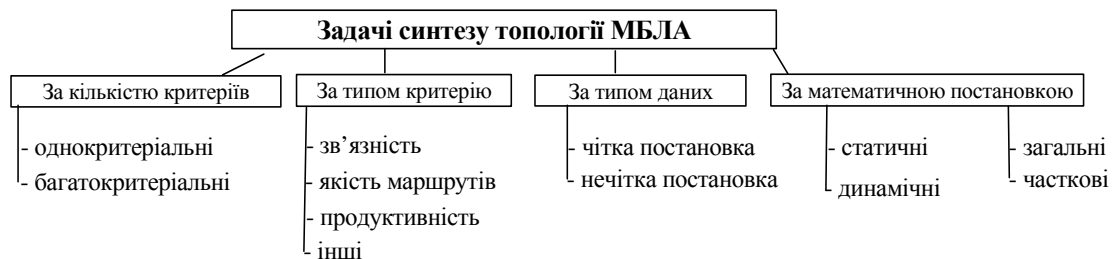 Задачі синтезу топології МБЛА
За кількістю критеріїв
- однокритеріальні
- багатокритеріальні
За типом критерію
- зв’язність
- якість маршрутів
- продуктивність
- інші
За типом даних
- чітка постановка
- нечітка постановка
За математичною постановкою
- статичні
- динамічні
- загальні
- часткові